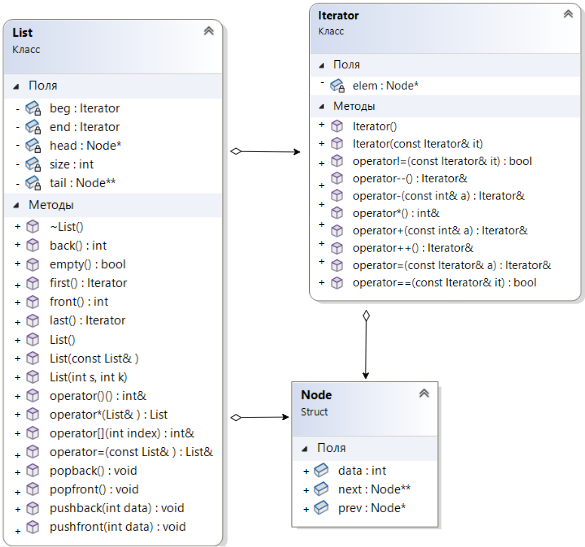 List
Класс
Поля
- beg : Iterator
- end : Iterator
- head : Node*
- size : int
- tail : Node**
Методы
+ ~List()
+ back() : int
+ empty() : bool
+ first() : Iterator
+ front() : int
+ last() : Iterator
+ List()
+ List(const List& )
+ List(int s, int k)
+ operator()() : int&
+ operator*(List& ) : List
+ operator[](int index) : int&
+ operator=(const List& ) : List&
+ popback() : void
+ popfront() : void
+ pushback(int data) : void
+ pushfront(int data) : void
Iterator
Класс
Поля
- elem : Node*
Методы
+ Iterator()
+ Iterator(const Iterator& it)
+ operator!=(const Iterator& it) : bool
+ operator--() : Iterator&
+ operator-(const int& a) : Iterator&
+ operator*() : int&
+ operator+(const int& a) : Iterator&
+ operator++() : Iterator&
+ operator=(const Iterator& a) : Iterator&
+ operator==(const Iterator& it) : bool
Node
Struct
Поля
+ data : int
+ next : Node**
+ prev : Node*